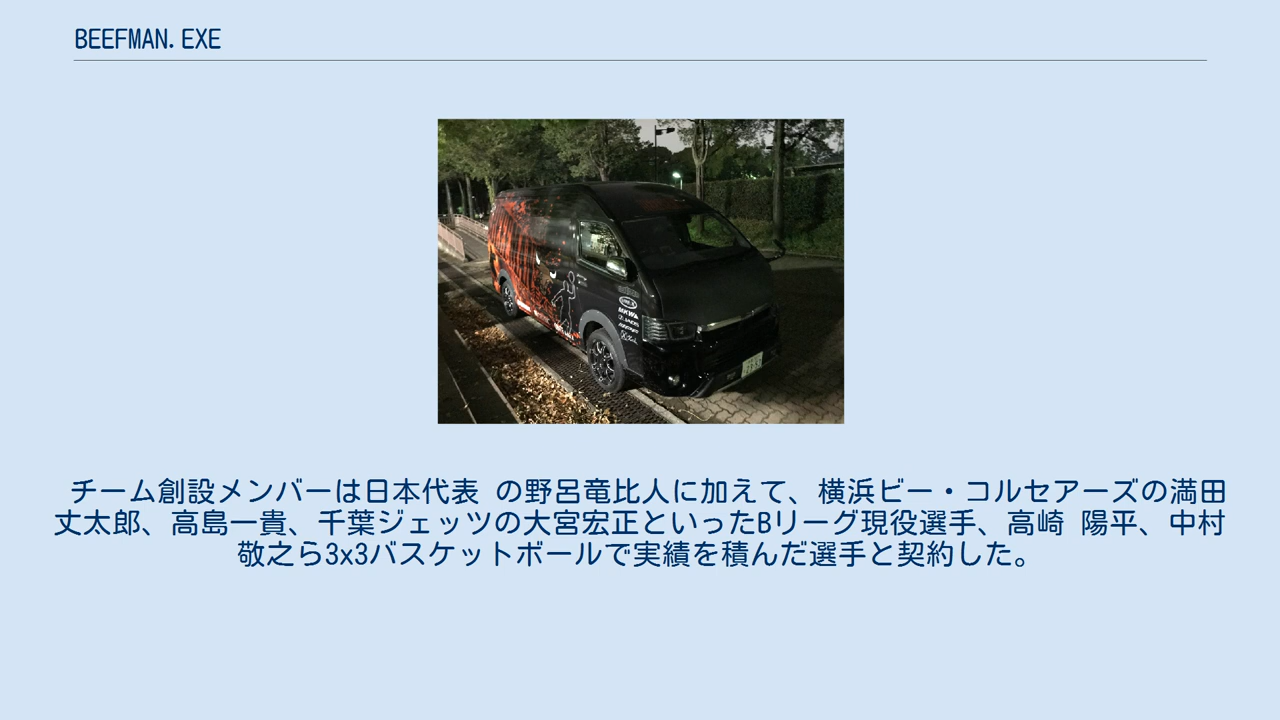 BEEFMAN.EXE
MKWA
チーム創設メンバーは日本代表 の野呂竜比人に加えて、横浜ビー・コルセアーズの満田
丈太郎、高島一貴、千葉ジェッツの大宮宏正といったBリーグ現役選手、高崎 陽平、中村
敬之ら3x3バスケットボールで実績を積んだ選手と契約した。